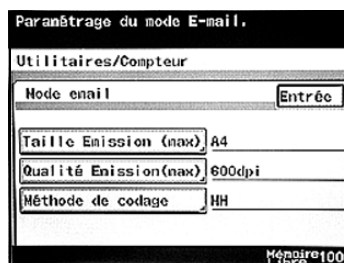 Paramétrage du mode E-mail.
Utilitaires/Compteur
Mode email
Entrée
Taille Emission (max) A4
Qualité Emission(max) 600dpi
Méthode de codage MH
Mémoire 100
Libre